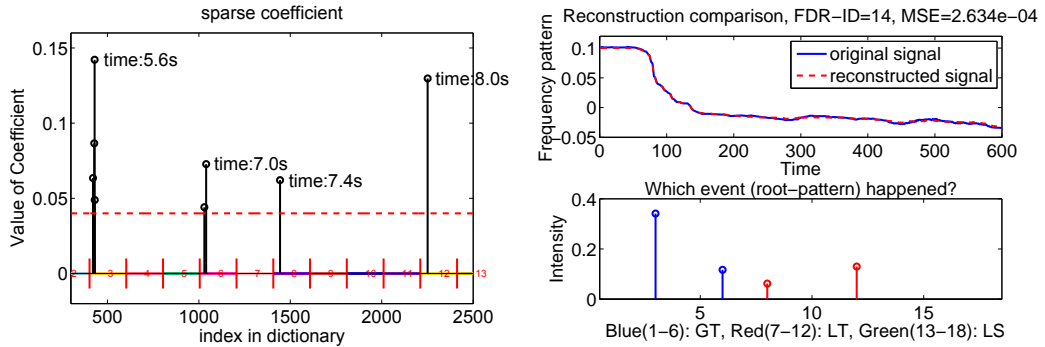 sparse coefficient
Value of Coefficient
0.15
0.1
0.05
0
time:5.6s
time:8.0s
time:7.0s
time:7.4s
2 3 4 5 6 7 8 9 10 11 12 13
500 1000 1500 2000 2500
index in dictionary
Reconstruction comparison, FDR-ID=14, MSE=2.634e-04
Frequency pattern
0.1
0.05
0
-0.05
original signal
reconstructed signal
0 100 200 300 400 500 600
Time
Which event (root-pattern) happened?
Intensity
0.4
0.2
0
5 10 15
Blue(1-6): GT, Red(7-12): LT, Green(13-18): LS